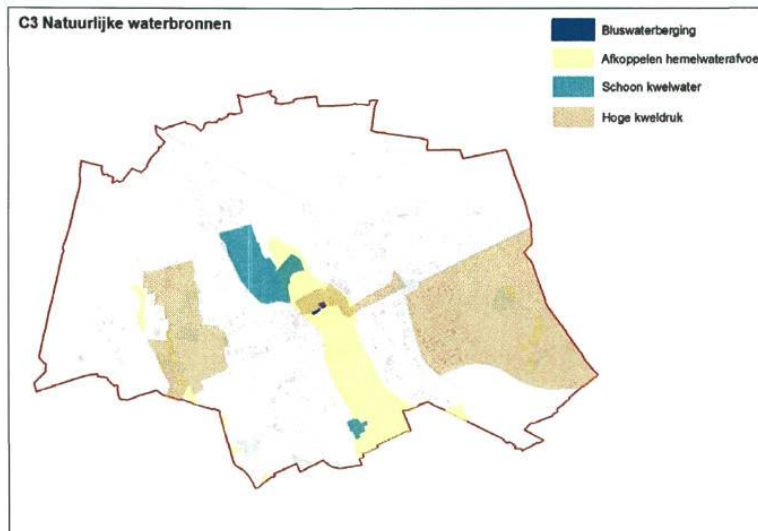 C3 Natuurlijke waterbronnen
Bluswaterberging
Afkoppelen hemelwaterafvoe
Schoon kwelwater
Hoge kweldruk